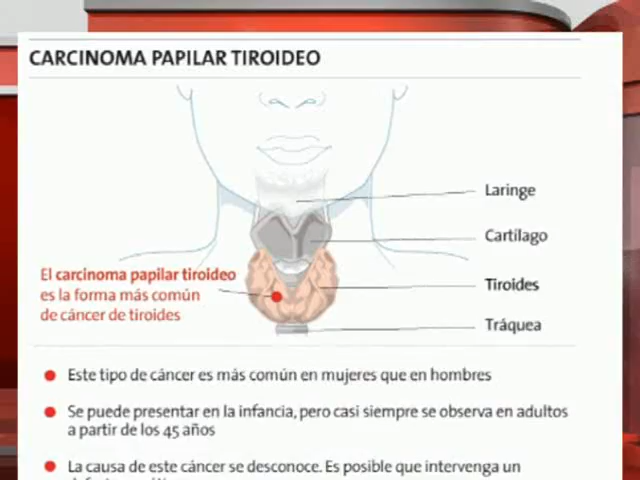 CARCINOMA PAPILAR TIROIDEO
Laringe
Cartílago
El carcinoma papilar tiroideo
es la forma más común
de cáncer de tiroides
Tiroides
Tráquea
Este tipo de cáncer es más común en mujeres que en hombres
Se puede presentar en la infancia, pero casi siempre se observa en adultos
a partir de los 45 años
La causa de este cáncer se desconoce. Es posible que intervenga un